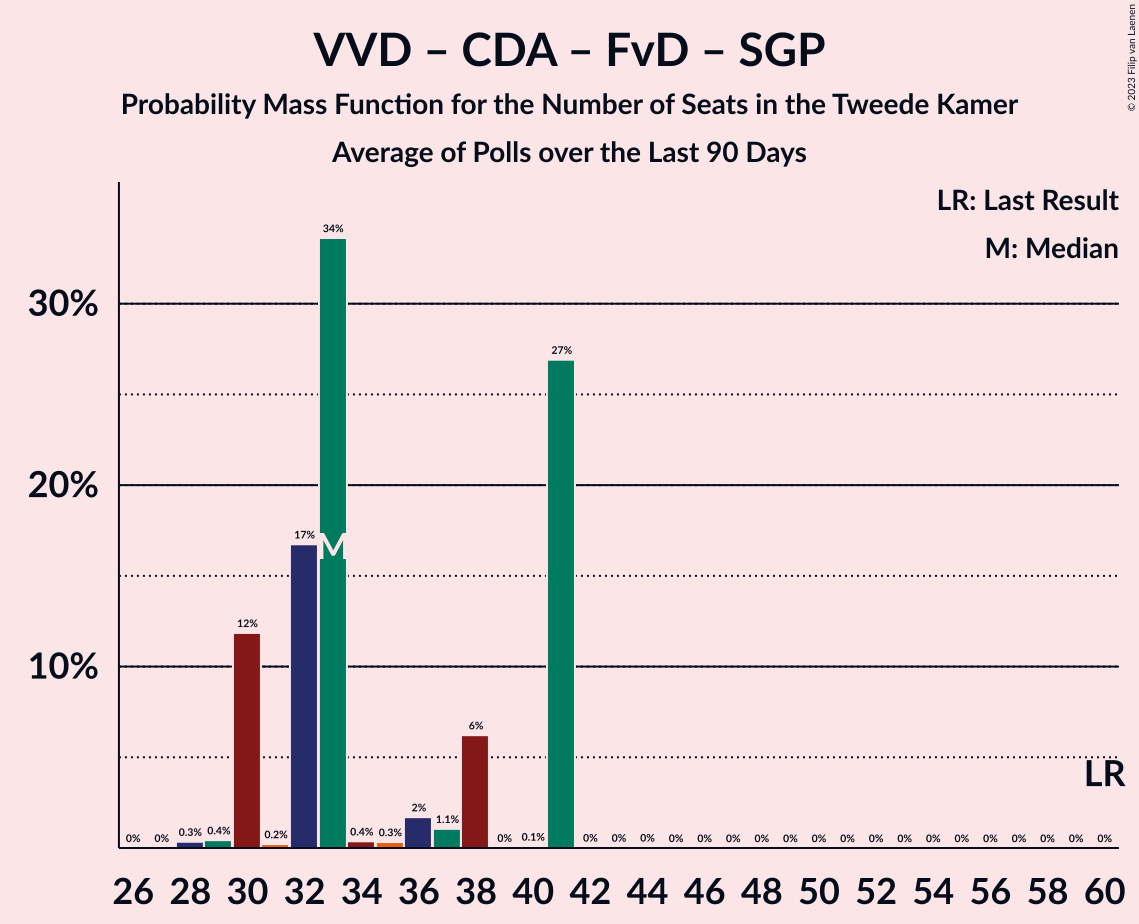 VVD – CDA – FvD – SGP
Probability Mass Function for the Number of Seats in the Tweede Kamer
Average of Polls over the Last 90 Days
© 2023 Filip van Laenen
LR: Last Result
M: Median
30%
20%
10%
0% 0% 0.3% 0.4% 12% 0.2% 17% 34% 0.4% 0.3% 2% 1.1% 6% 0% 0.1% 27% 0% 0% 0% 0% 0% 0% 0% 0% 0% 0% 0% 0% 0% 0% 0% 0% 0% 0% 0%
M
LR
26 28 30 32 34 36 38 40 42 44 46 48 50 52 54 56 58 60